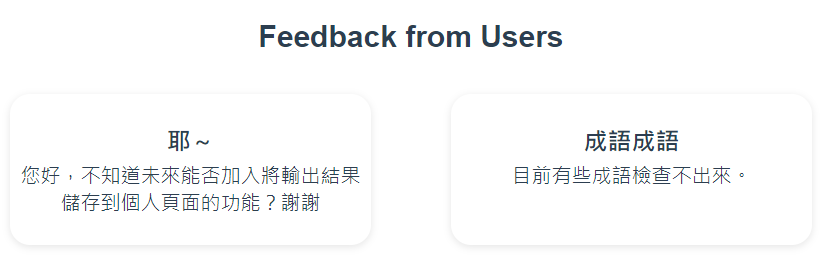 Feedback from Users
耶～
您好，不知道未來能否加入將輸出結果
儲存到個人頁面的功能？謝謝
成語成語
目前有些成語檢查不出來。